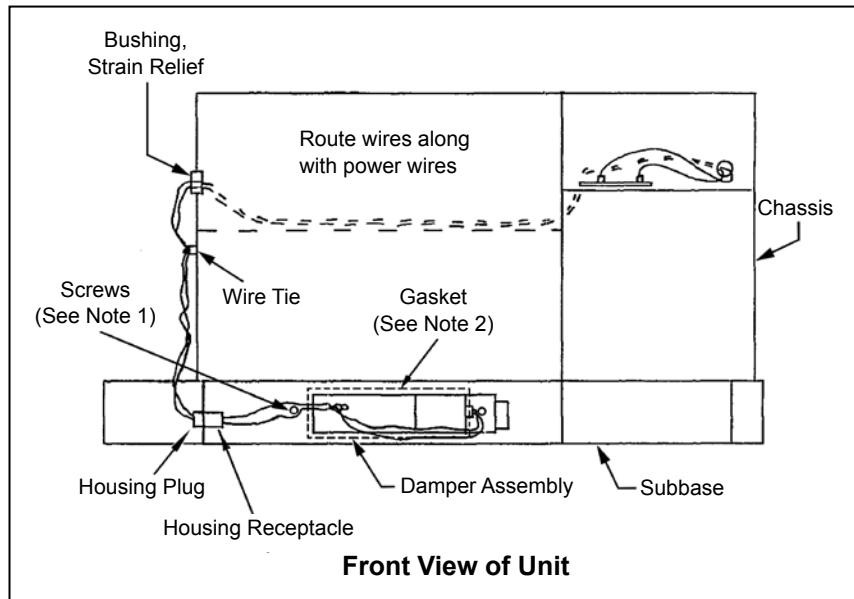 Bushing,
Strain Relief
Route wires along
with power wires
Chassis
Screws
(See Note 1)
Wire Tie
Gasket
(See Note 2)
Housing Plug
Damper Assembly
Subbase
Housing Receptacle
Front View of Unit